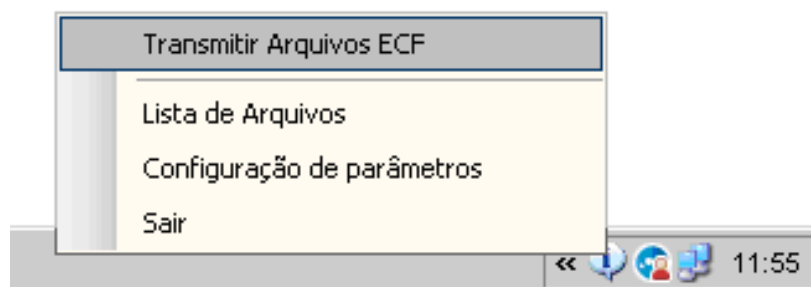 Transmitir Arquivos ECF
Lista de Arquivos
Configuração de parâmetros
Sair
« 11:55